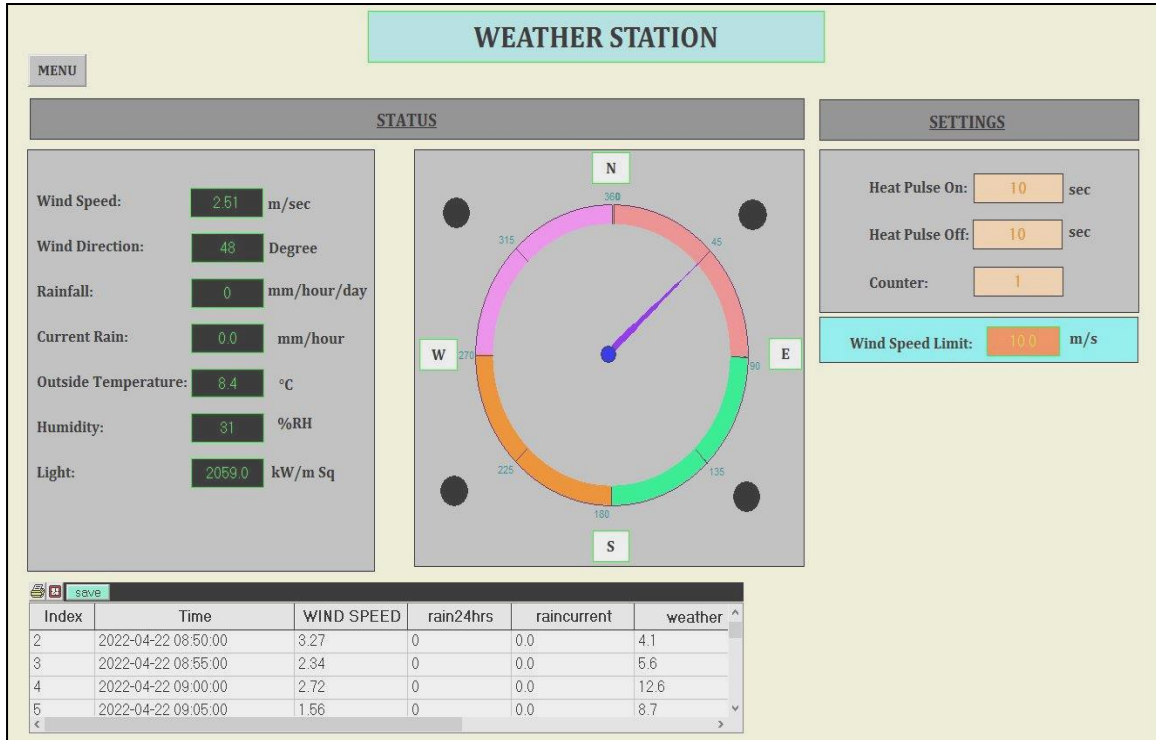 WEATHER STATION
MENU
STATUS
SETTINGS
Wind Speed: 2.51 m/sec
Wind Direction: 48 Degree
Rainfall: 0 mm/hour/day
Current Rain: 0.0 mm/hour
Outside Temperature: 8.4 °C
Humidity: 31 %RH
Light: 2059.0 kW/m Sq
N
360 0
315
45
W
270
E
90
225
135
180
S
Heat Pulse On: 10 sec
Heat Pulse Off: 10 sec
Counter: 1
Wind Speed Limit: 10.0 m/s
save
Index Time WIND SPEED rain24hrs raincurrent weather
2 2022-04-22 08:50:00 3.27 0 0.0 4.1
3 2022-04-22 08:55:00 2.34 0 0.0 5.6
4 2022-04-22 09:00:00 2.72 0 0.0 12.6
5 2022-04-22 09:05:00 1.56 0 0.0 8.7